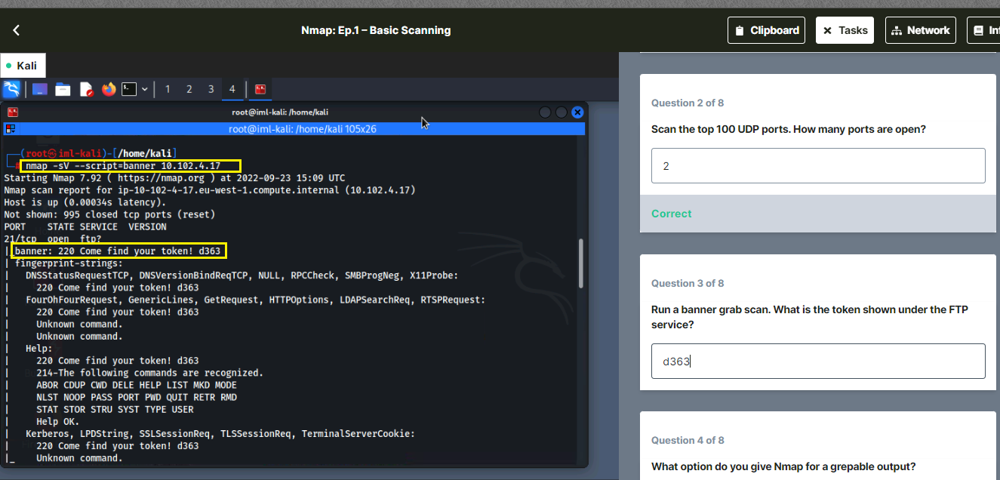 Nmap: Ep.1 – Basic Scanning
Clipboard
Tasks
Network
Kali
1 2 3 4
root@iml-kali: /home/kali
root@iml-kali: /home/kali 105x26
(root㉿iml-kali)-[/home/kali]
# nmap -sV --script=banner 10.102.4.17
Starting Nmap 7.92 ( https://nmap.org ) at 2022-09-23 15:09 UTC
Nmap scan report for ip-10-102-4-17.eu-west-1.compute.internal (10.102.4.17)
Host is up (0.00034s latency).
Not shown: 995 closed tcp ports (reset)
PORT STATE SERVICE VERSION
21/tcp open ftp?
|_banner: 220 Come find your token! d363
| fingerprint-strings:
| DNSStatusRequestTCP, DNSVersionBindReqTCP, NULL, RPCCheck, SMBProgNeg, X11Probe:
| 220 Come find your token! d363
| FourOhFourRequest, GenericLines, GetRequest, HTTPOptions, LDAPSearchReq, RTSPRequest:
| 220 Come find your token! d363
| Unknown command.
| Unknown command.
| Help:
| 220 Come find your token! d363
| 214-The following commands are recognized.
| ABOR CDUP CWD DELE HELP LIST MKD MODE
| NLST NOOP PASS PORT PWD QUIT RETR RMD
| STAT STOR STRU SYST TYPE USER
| Help OK.
| Kerberos, LPDString, SSLSessionReq, TLSSessionReq, TerminalServerCookie:
| 220 Come find your token! d363
|_ Unknown command.
Question 2 of 8
Scan the top 100 UDP ports. How many ports are open?
2
Correct
Question 3 of 8
Run a banner grab scan. What is the token shown under the FTP
service?
d363
Question 4 of 8
What option do you give Nmap for a grepable output?